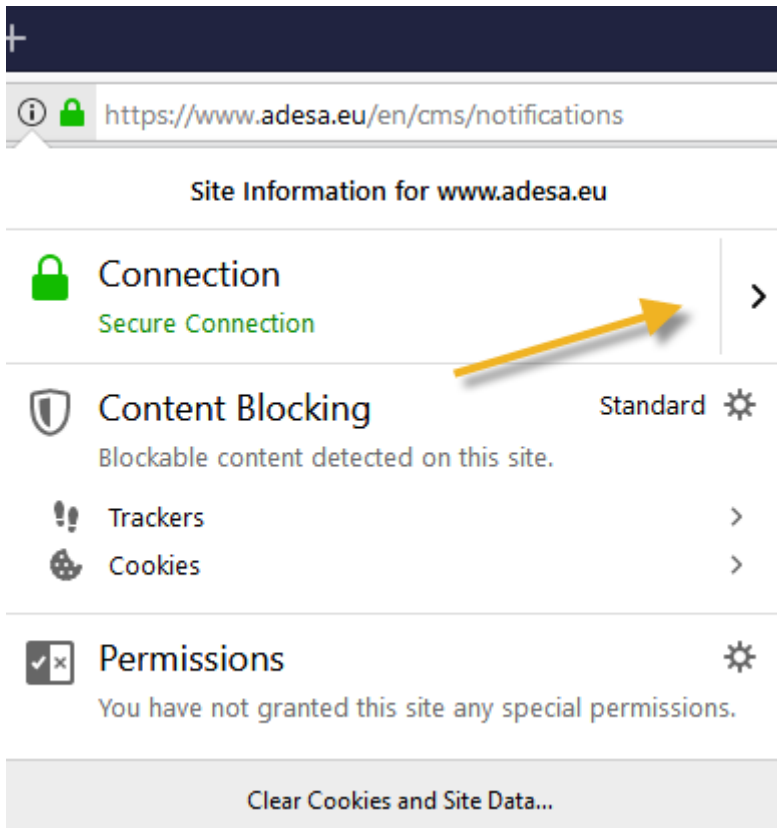 https://www.adesa.eu/en/cms/notifications
Site Information for www.adesa.eu
Connection
Secure Connection
Content Blocking Standard
Blockable content detected on this site.
Trackers
Cookies
Permissions
You have not granted this site any special permissions.
Clear Cookies and Site Data...